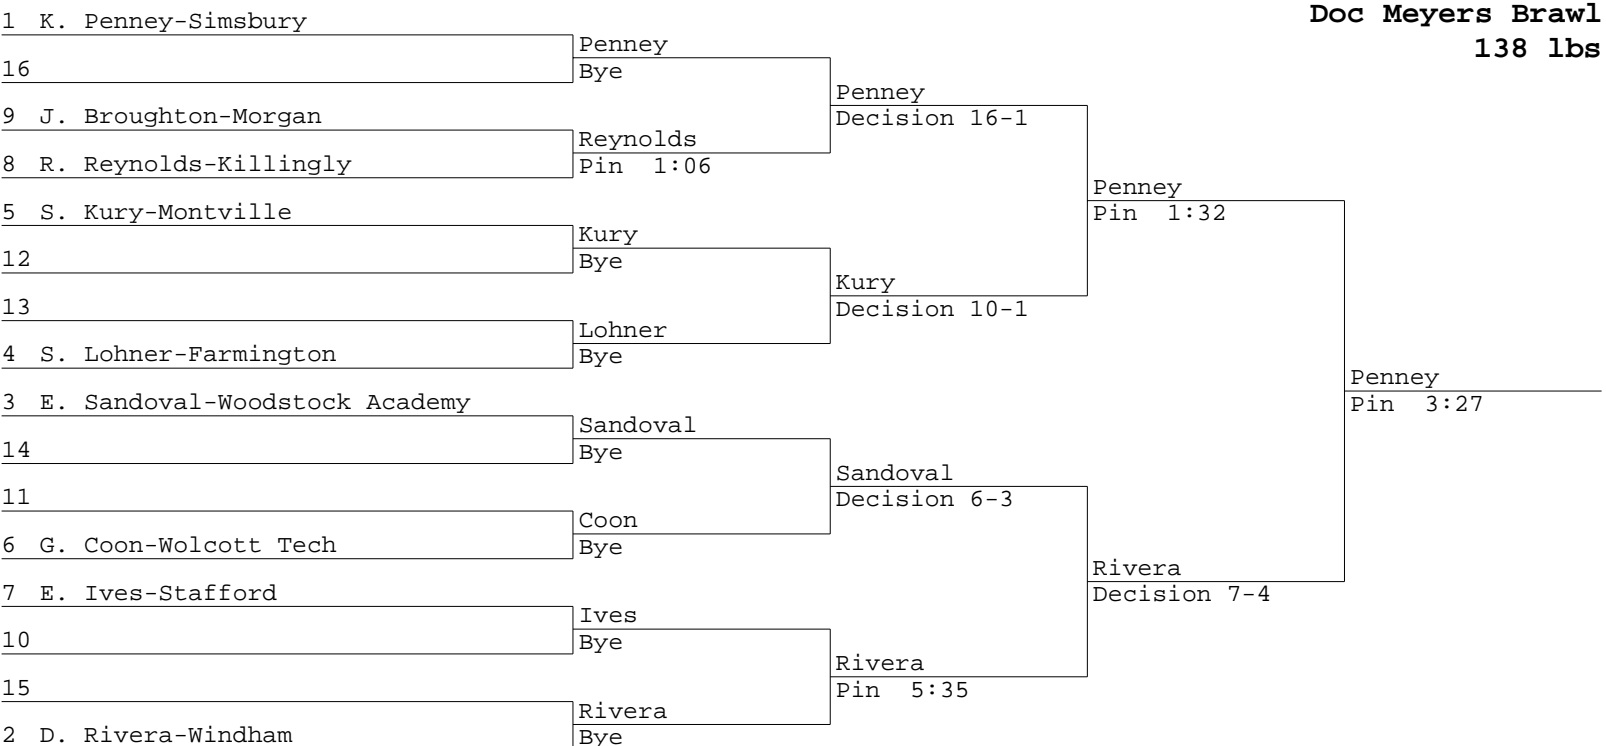 Doc Meyers Brawl
138 lbs
1 K. Penney-Simsbury
16
9 J. Broughton-Morgan
8 R. Reynolds-Killingly
5 S. Kury-Montville
12
13
4 S. Lohner-Farmington
3 E. Sandoval-Woodstock Academy
14
11
6 G. Coon-Wolcott Tech
7 E. Ives-Stafford
10
15
2 D. Rivera-Windham
Penney
Bye
Reynolds
Pin 1:06
Kury
Bye
Lohner
Bye
Sandoval
Bye
Coon
Bye
Ives
Bye
Rivera
Bye
Penney
Decision 16-1
Kury
Decision 10-1
Sandoval
Decision 6-3
Rivera
Pin 5:35
Penney
Pin 1:32
Rivera
Decision 7-4
Penney
Pin 3:27